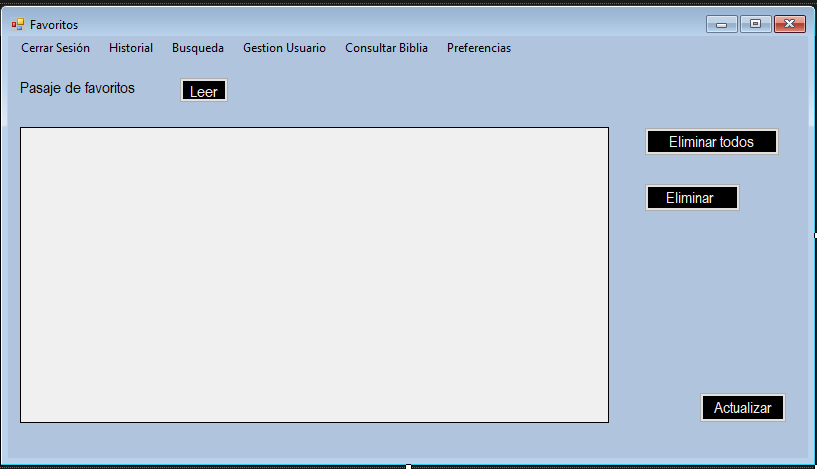 Favoritos
Cerrar Sesión Historial Busqueda Gestion Usuario Consultar Biblia Preferencias
Pasaje de favoritos Leer
Eliminar todos
Eliminar
Actualizar